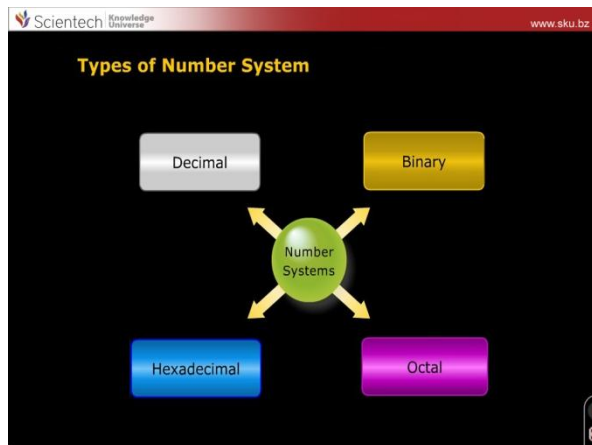 Scientech Knowledge Universe
www.sku.bz
Types of Number System
Decimal
Binary
Number
Systems
Hexadecimal
Octal